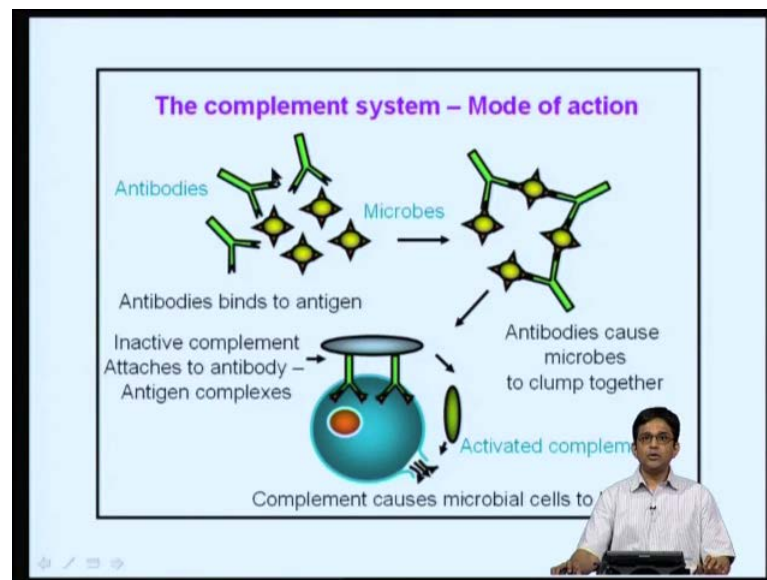 The complement system – Mode of action
Antibodies
Microbes
Antibodies binds to antigen
Inactive complement
Attaches to antibody –
Antigen complexes
Antibodies cause
microbes
to clump together
Activated
Complement causes microbial cells to